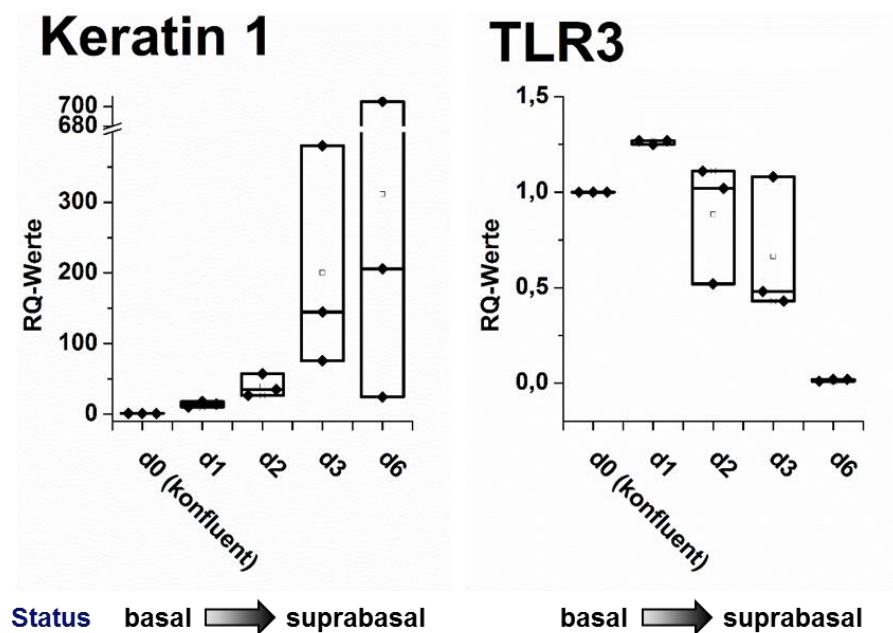 Keratin 1
700
680
300
200
100
0
RQ-Werte
d0 (konfluent)
d1
d2
d3
d6
TLR3
1,5
1,0
0,5
0,0
RQ-Werte
d0 (konfluent)
d1
d2
d3
d6
Status basal suprabasal
basal suprabasal